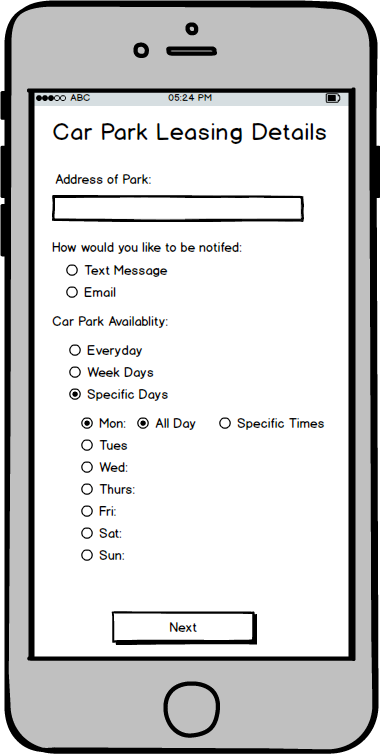 ABC 05:24 PM
Car Park Leasing Details
Address of Park:
How would you like to be notifed:
Text Message
Email
Car Park Availablity:
Everyday
Week Days
Specific Days
Mon: All Day Specific Times
Tues
Wed:
Thurs:
Fri:
Sat:
Sun:
Next